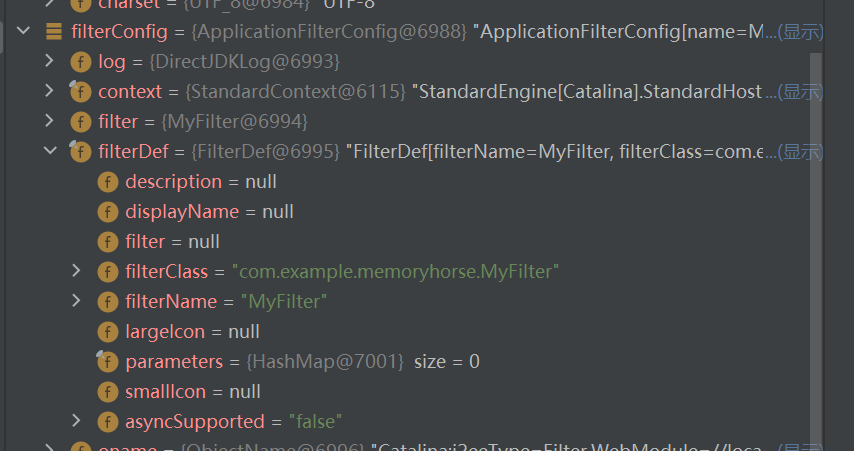 charset = {UTF_8@6984} "UTF-8"
filterConfig = {ApplicationFilterConfig@6988} "ApplicationFilterConfig[name=M...(显示)
f log = {DirectJDKLog@6993}
f context = {StandardContext@6115} "StandardEngine[Catalina].StandardHost ...(显示)
f filter = {MyFilter@6994}
f filterDef = {FilterDef@6995} "FilterDef[filterName=MyFilter, filterClass=com.e...(显示)
f description = null
f displayName = null
f filter = null
f filterClass = "com.example.memoryhorse.MyFilter"
f filterName = "MyFilter"
f largeIcon = null
f parameters = {HashMap@7001} size = 0
f smallIcon = null
f asyncSupported = "false"
oname = {ObjectName@6996} "Catalina:j2eeType=Filter,WebModule=//loca...(显示)